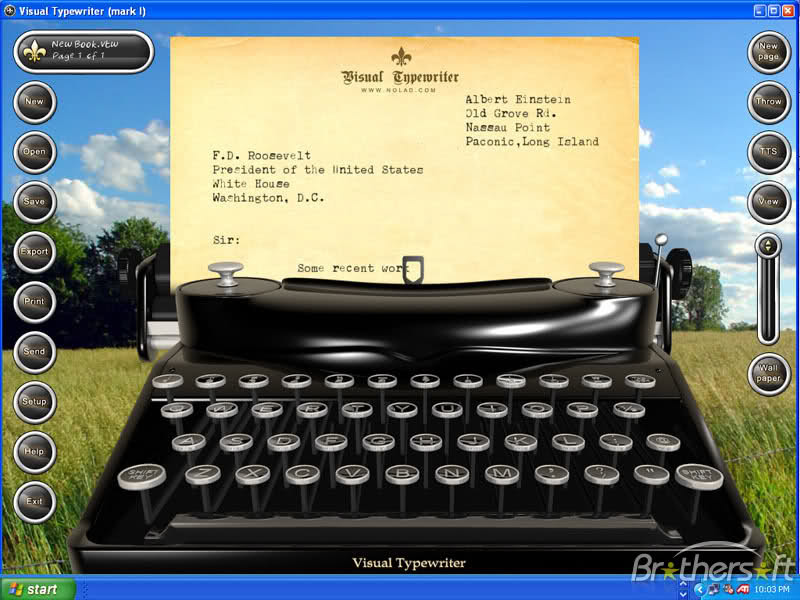 Visual Typewriter (mark I)
NewBook.vtw
Page 1 of 1
New
Open
Save
Export
Print
Send
Setup
Help
Exit
Visual Typewriter
WWW.NOLAD.COM
Albert Einstein
Old Grove Rd.
Nassau Point
Paconic,Long Island
F.D. Roosevelt
President of the United States
White House
Washington, D.C.
Sir:
Some recent work
New page
Throw
TTS
View
Wall paper
W E R T Y U I O P
A S D F G H J K L ; @
SHIFT KEY Z X C V B N M SHIFT KEY
Visual Typewriter
Brothersoft
start
10:03 PM